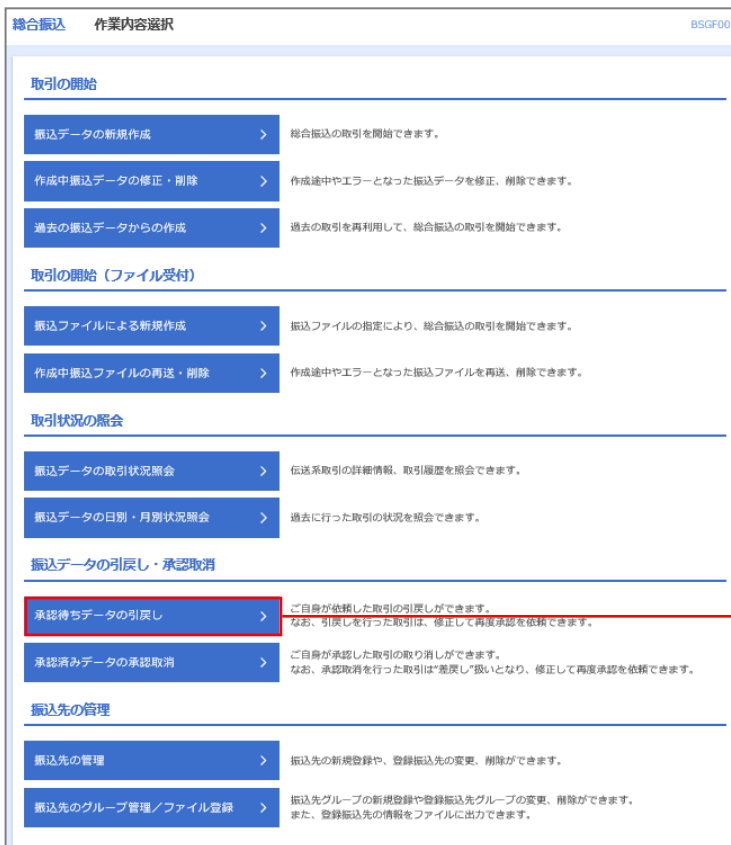 総合振込 作業内容選択 BSGF00
取引の開始
振込データの新規作成 総合振込の取引を開始できます。
作成中振込データの修正・削除 作成途中やエラーとなった振込データを修正、削除できます。
過去の振込データからの作成 過去の取引を再利用して、総合振込の取引を開始できます。
取引の開始（ファイル受付）
振込ファイルによる新規作成 振込ファイルの指定により、総合振込の取引を開始できます。
作成中振込ファイルの再送・削除 作成途中やエラーとなった振込ファイルを再送、削除できます。
取引状況の照会
振込データの取引状況照会 伝送系取引の詳細情報、取引履歴を照会できます。
振込データの日別・月別状況照会 過去に行った取引の状況を照会できます。
振込データの引戻し・承認取消
承認待ちデータの引戻し ご自身が依頼した取引の引戻しができます。
なお、引戻しを行った取引は、修正して再度承認を依頼できます。
承認済みデータの承認取消 ご自身が承認した取引の取り消しができます。
なお、承認取消を行った取引は“差戻し”扱いとなり、修正して再度承認を依頼できます。
振込先の管理
振込先の管理 振込先の新規登録や、登録振込先の変更、削除ができます。
振込先のグループ管理／ファイル登録 振込先グループの新規登録や登録振込先グループの変更、削除ができます。
また、登録振込先の情報をファイルに出力できます。